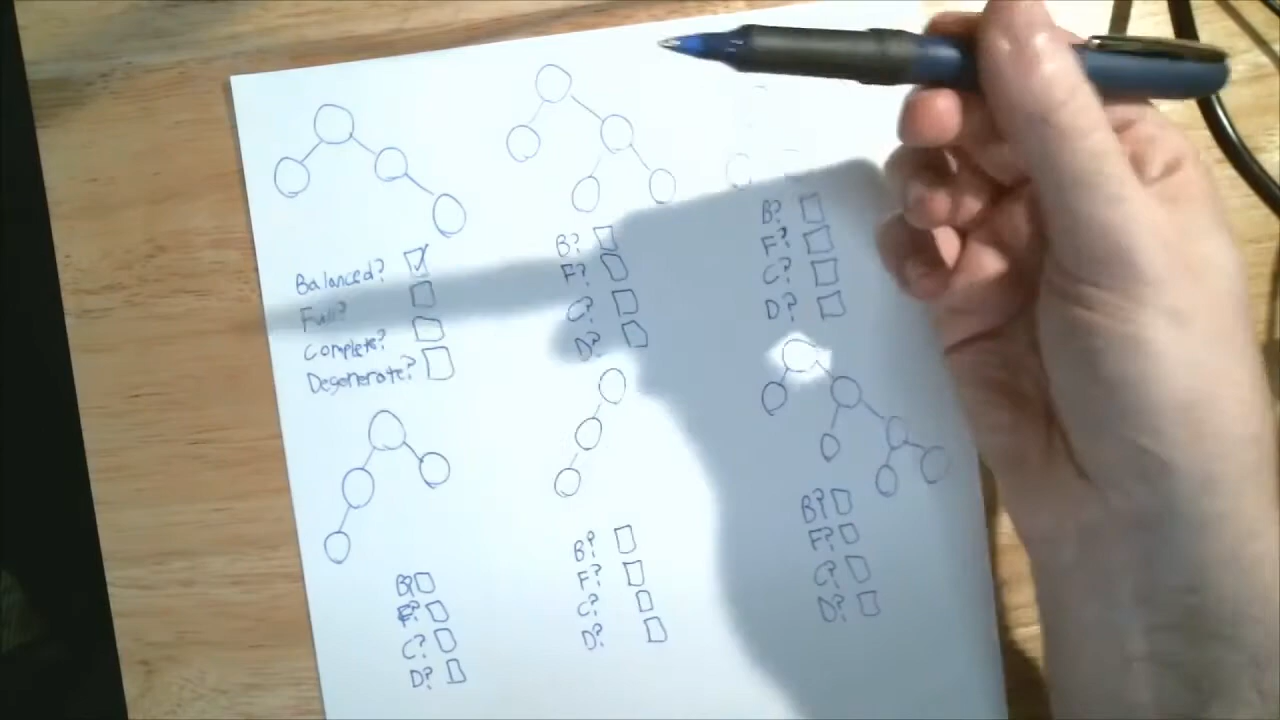 Balanced?
Full?
Complete?
Degenerate?
B?
F?
C?
D?
B?
F?
C?
D?
B?
F?
C?
D?
B?
F?
C?
D?
B?
F?
C?
D?